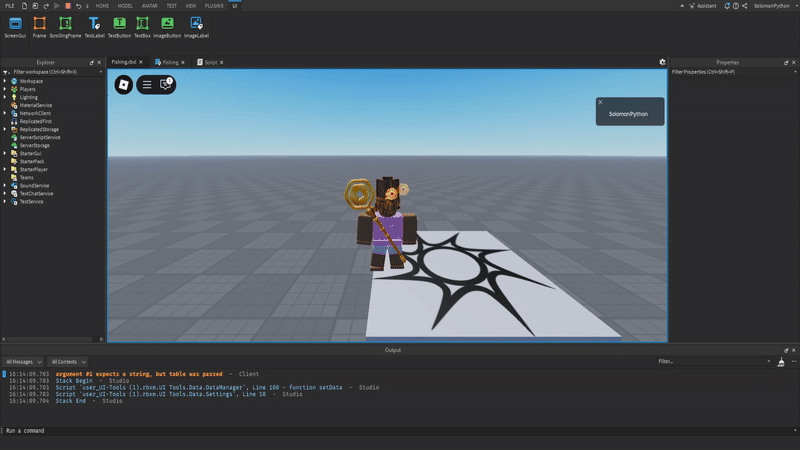 FILE HOME MODEL AVATAR TEST VIEW PLUGINS UI Assistant SolomonPython
ScreenGui Frame ScrollingFrame TextLabel TextButton TextBox ImageButton ImageLabel
Explorer
Filter workspace (Ctrl+Shift+X)
Workspace
Players
Lighting
MaterialService
NetworkClient
ReplicatedFirst
ReplicatedStorage
ServerScriptService
ServerStorage
StarterGui
StarterPack
StarterPlayer
Teams
SoundService
TextChatService
TestService
Fishing.rbxl Fishing Script
1
SolomonPython
Properties
Filter Properties (Ctrl+Shift+P)
Output
All Messages All Contexts Filter...
16:14:09.703 argument #1 expects a string, but table was passed - Client
16:14:09.703 Stack Begin - Studio
16:14:09.703 Script 'user_UI-Tools (1).rbxm.UI Tools.Data.DataManager', Line 100 - function setData - Studio
16:14:09.703 Script 'user_UI-Tools (1).rbxm.UI Tools.Data.Settings', Line 10 - Studio
16:14:09.704 Stack End - Studio
Run a command